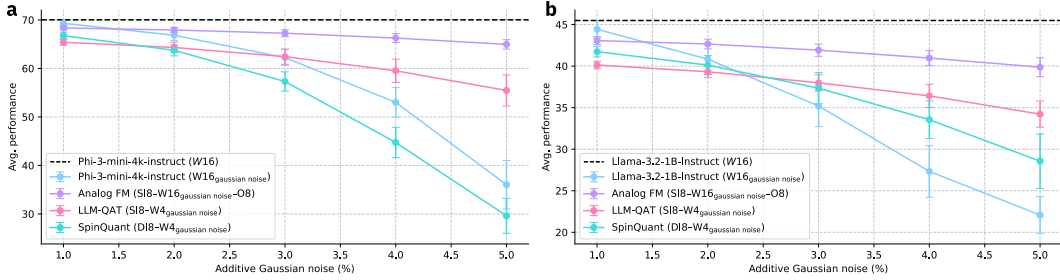 a
70
60
50
40
30
Avg. performance
Phi-3-mini-4k-instruct (W16)
Phi-3-mini-4k-instruct (W16gaussian noise)
Analog FM (SI8–W16gaussian noise–O8)
LLM-QAT (SI8–W4gaussian noise)
SpinQuant (DI8–W4gaussian noise)
1.0 1.5 2.0 2.5 3.0 3.5 4.0 4.5 5.0
Additive Gaussian noise (%)
b
45
40
35
30
25
20
Avg. performance
Llama-3.2-1B-Instruct (W16)
Llama-3.2-1B-Instruct (W16gaussian noise)
Analog FM (SI8–W16gaussian noise–O8)
LLM-QAT (SI8–W4gaussian noise)
SpinQuant (DI8–W4gaussian noise)
1.0 1.5 2.0 2.5 3.0 3.5 4.0 4.5 5.0
Additive Gaussian noise (%)